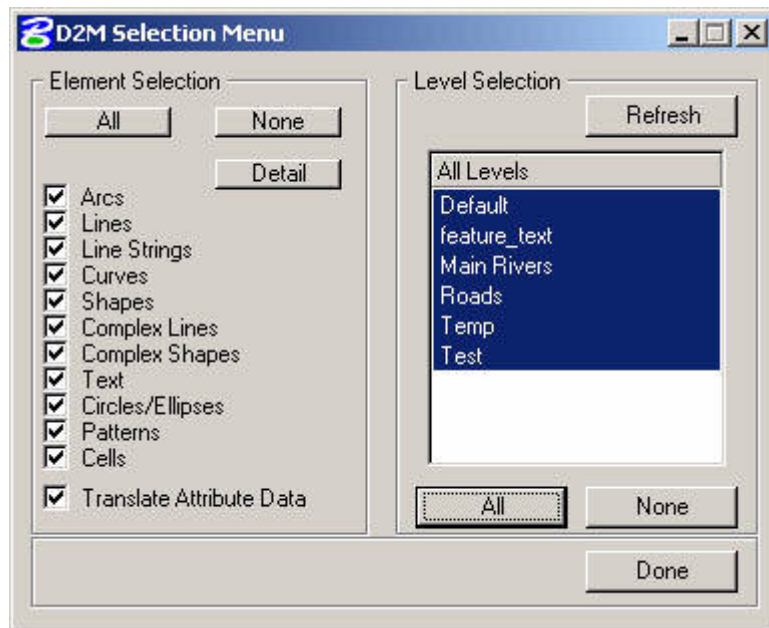 D2M Selection Menu
Element Selection
All
None
Detail
Arcs
Lines
Line Strings
Curves
Shapes
Complex Lines
Complex Shapes
Text
Circles/Ellipses
Patterns
Cells
Translate Attribute Data
Level Selection
Refresh
All Levels
Default
feature_text
Main Rivers
Roads
Temp
Test
All
None
Done